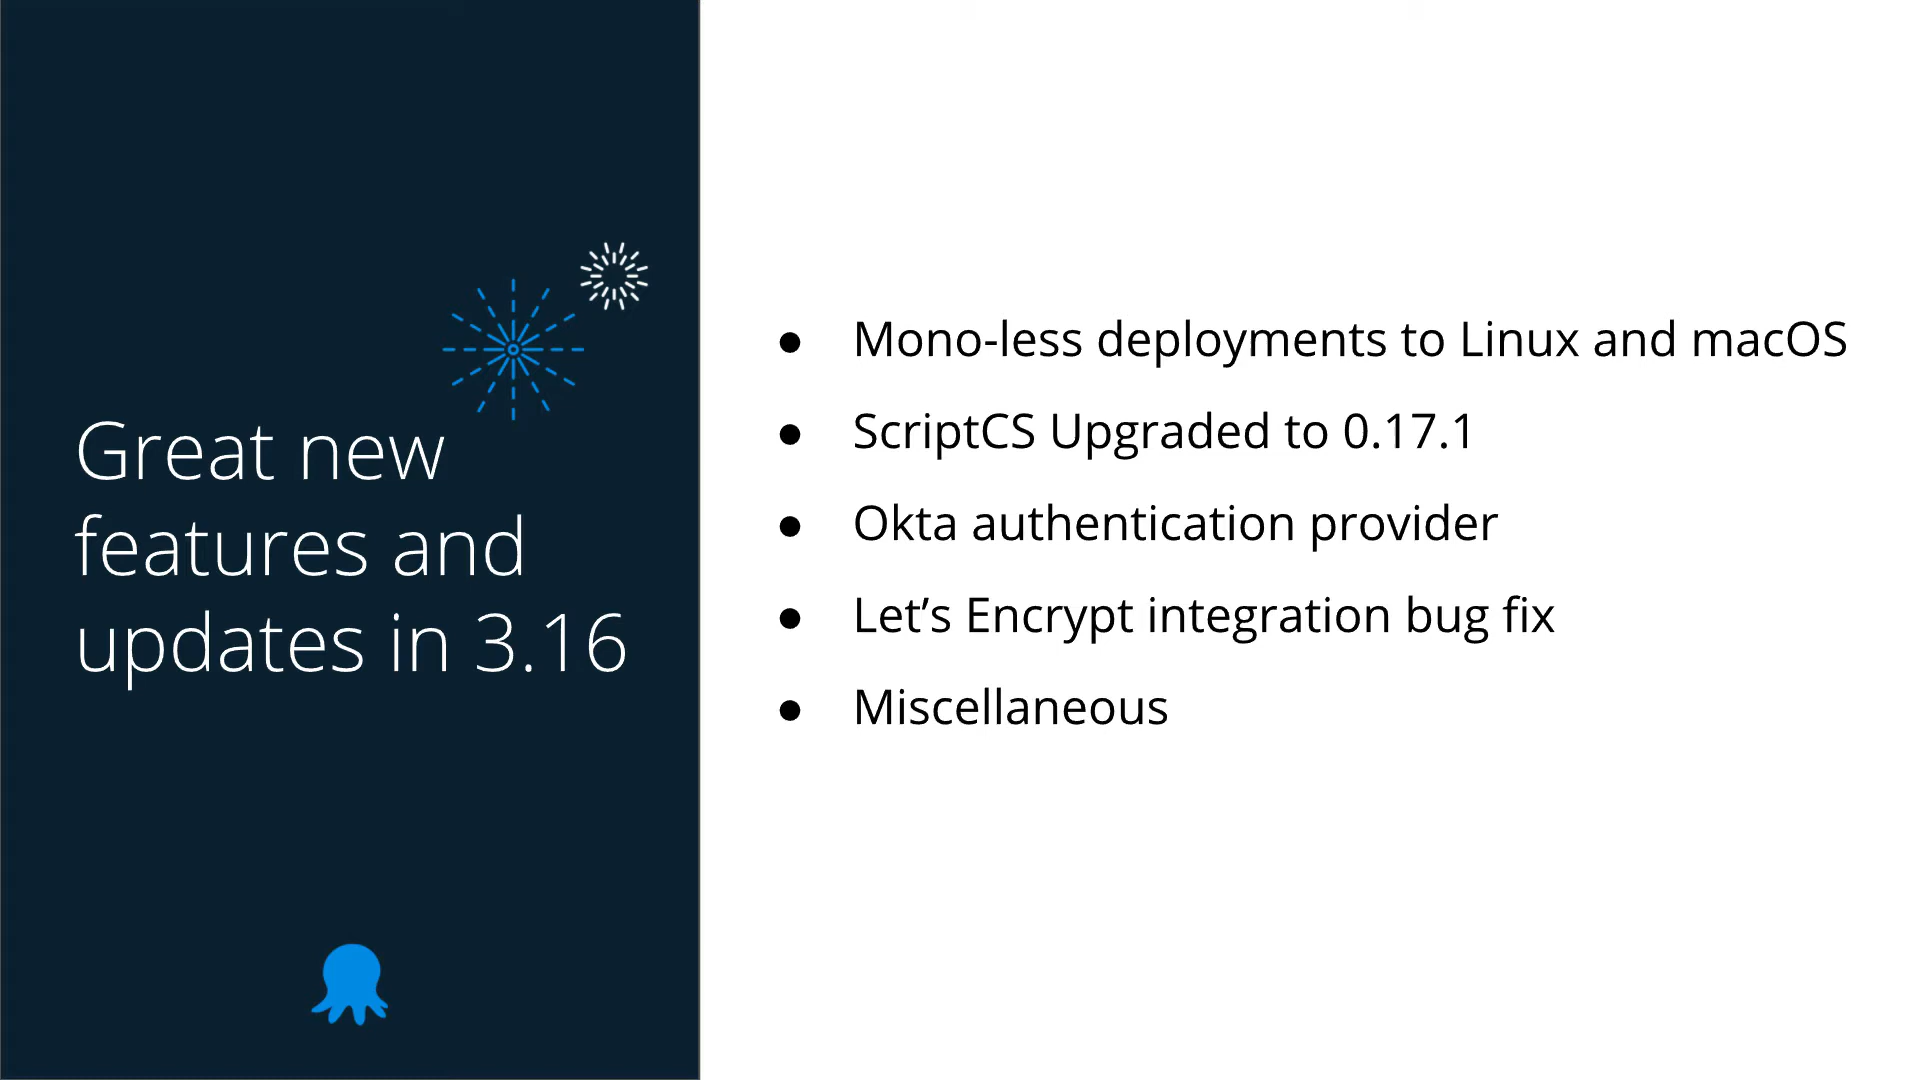 Great new
features and
updates in 3.16
● Mono-less deployments to Linux and macOS
● ScriptCS Upgraded to 0.17.1
● Okta authentication provider
● Let’s Encrypt integration bug fix
● Miscellaneous